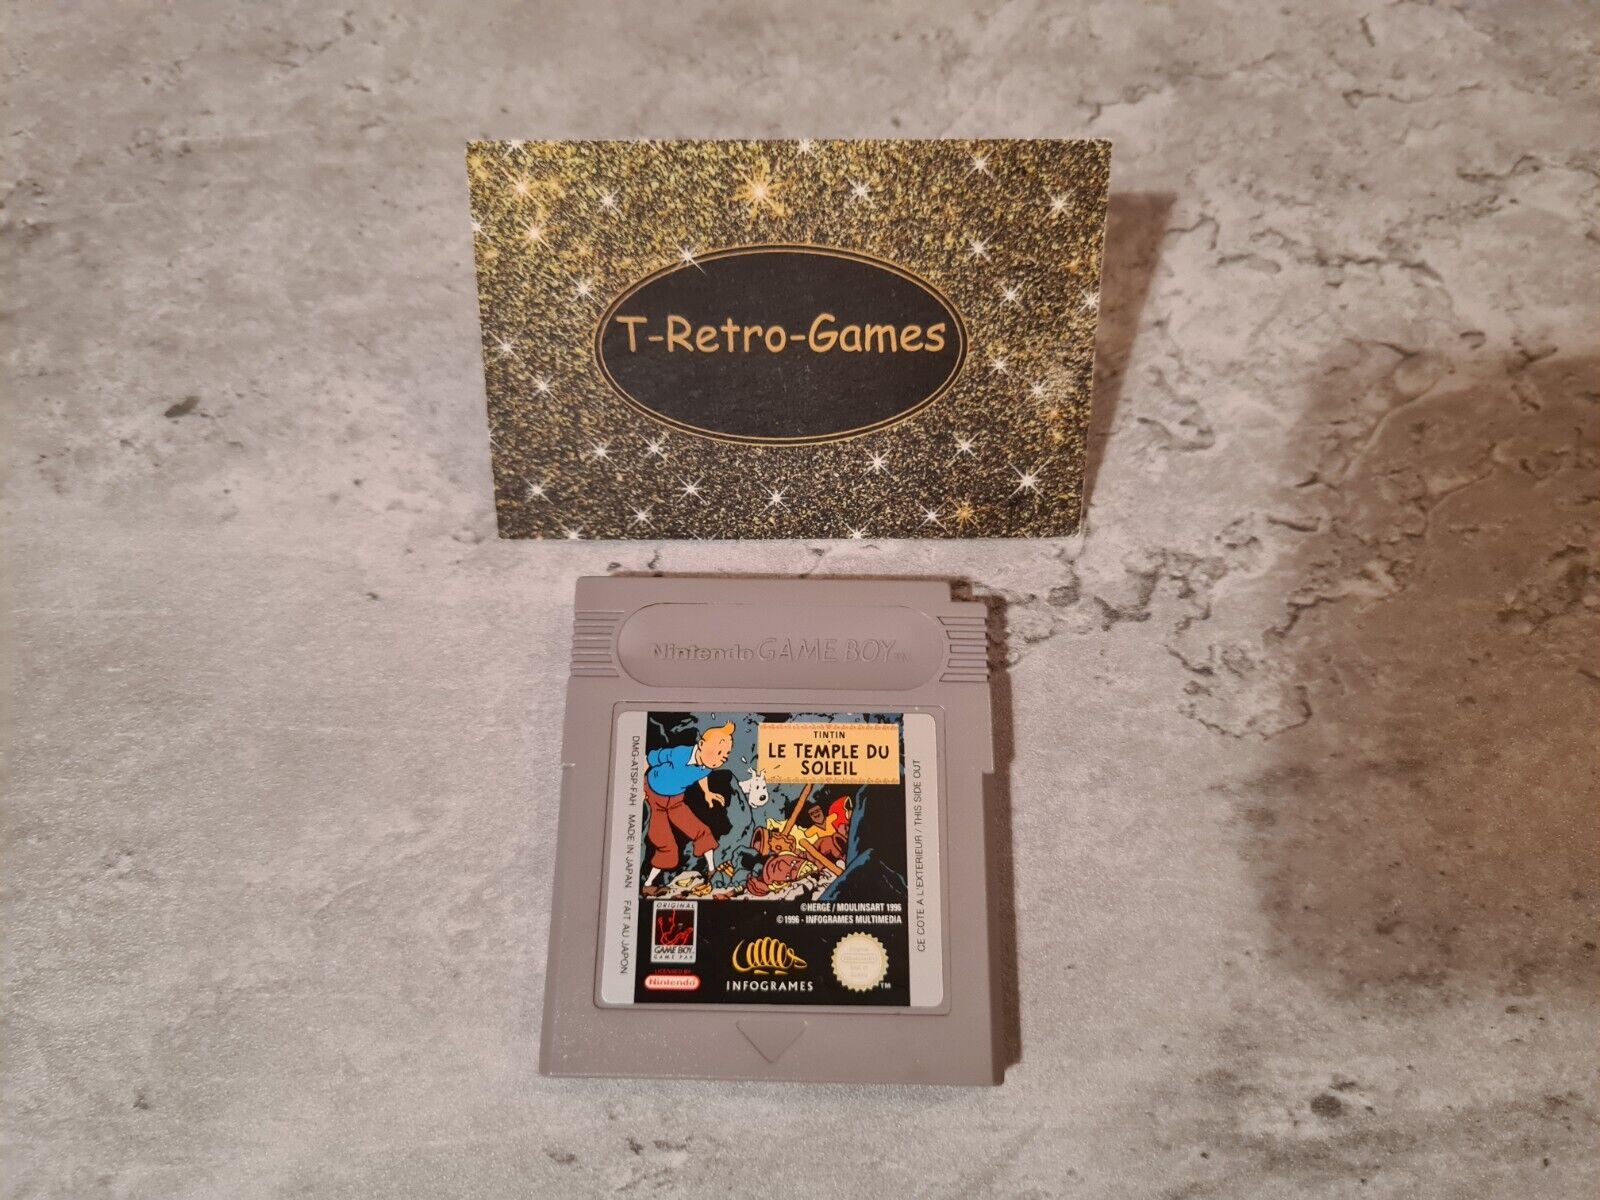 T-Retro-Games
Nintendo GAME BOY TM
DMG-ATSP-FAH MADE IN JAPAN FAIT AU JAPON
TINTIN
LE TEMPLE DU
SOLEIL
CE COTE A L'EXTERIEUR / THIS SIDE OUT
©HERGÉ / MOULINSART 1996
©1996 - INFOGRAMES MULTIMEDIA
ORIGINAL
GAME BOY
GAME PAK
LICENSED BY
Nintendo
INFOGRAMES
TM